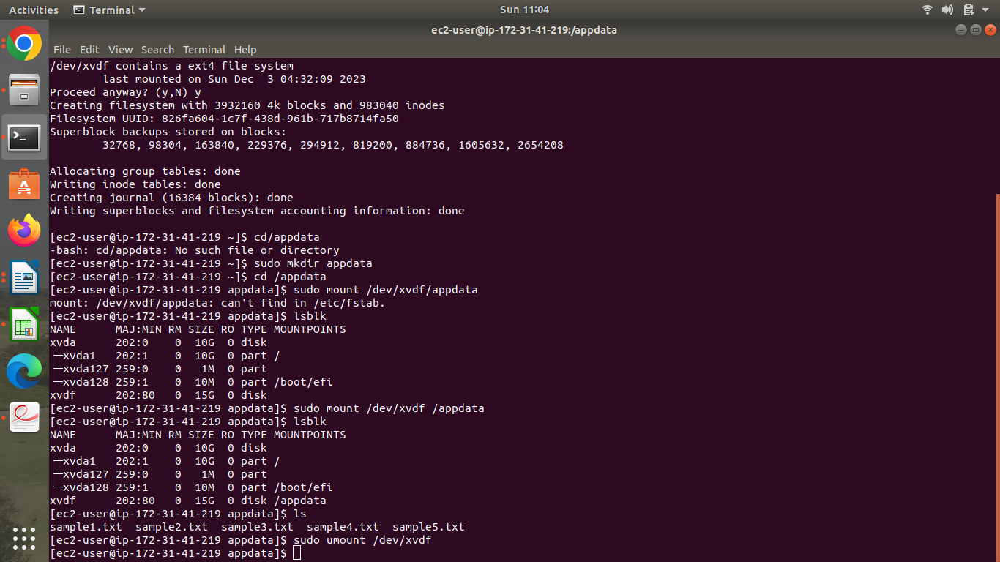 Activities
Terminal
Sun 11:04
ec2-user@ip-172-31-41-219:/appdata
File Edit View Search Terminal Help
/dev/xvdf contains a ext4 file system
        last mounted on Sun Dec  3 04:32:09 2023
Proceed anyway? (y,N) y
Creating filesystem with 3932160 4k blocks and 983040 inodes
Filesystem UUID: 826fa604-1c7f-438d-961b-717b8714fa50
Superblock backups stored on blocks:
        32768, 98304, 163840, 229376, 294912, 819200, 884736, 1605632, 2654208
Allocating group tables: done
Writing inode tables: done
Creating journal (16384 blocks): done
Writing superblocks and filesystem accounting information: done
[ec2-user@ip-172-31-41-219 ~]$ cd/appdata
-bash: cd/appdata: No such file or directory
[ec2-user@ip-172-31-41-219 ~]$ sudo mkdir appdata
[ec2-user@ip-172-31-41-219 ~]$ cd /appdata
[ec2-user@ip-172-31-41-219 appdata]$ sudo mount /dev/xvdf/appdata
mount: /dev/xvdf/appdata: can't find in /etc/fstab.
[ec2-user@ip-172-31-41-219 appdata]$ lsblk
NAME      MAJ:MIN RM SIZE RO TYPE MOUNTPOINTS
xvda      202:0    0  10G  0 disk
├─xvda1   202:1    0  10G  0 part /
├─xvda127 259:0    0   1M  0 part
└─xvda128 259:1    0  10M  0 part /boot/efi
xvdf      202:80   0  15G  0 disk
[ec2-user@ip-172-31-41-219 appdata]$ sudo mount /dev/xvdf /appdata
[ec2-user@ip-172-31-41-219 appdata]$ lsblk
NAME      MAJ:MIN RM SIZE RO TYPE MOUNTPOINTS
xvda      202:0    0  10G  0 disk
├─xvda1   202:1    0  10G  0 part /
├─xvda127 259:0    0   1M  0 part
└─xvda128 259:1    0  10M  0 part /boot/efi
xvdf      202:80   0  15G  0 disk /appdata
[ec2-user@ip-172-31-41-219 appdata]$ ls
sample1.txt  sample2.txt  sample3.txt  sample4.txt  sample5.txt
[ec2-user@ip-172-31-41-219 appdata]$ sudo umount /dev/xvdf
[ec2-user@ip-172-31-41-219 appdata]$